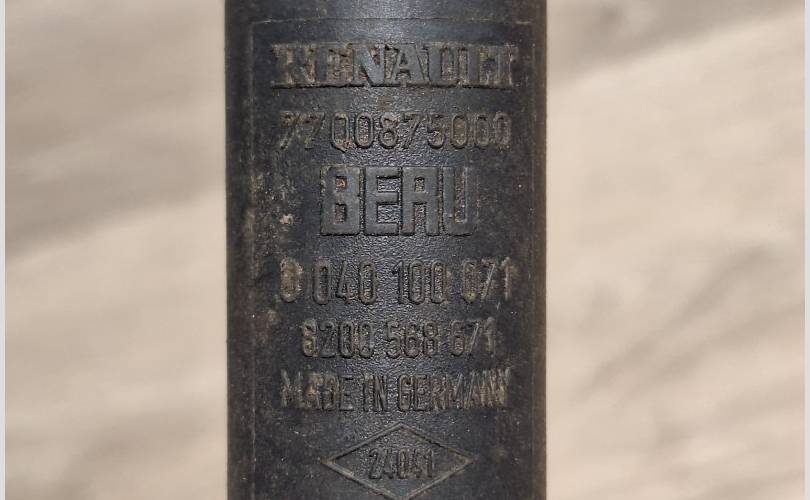 RENAULT
7700875000
BERU
0 040 100 071
8200 568 671
MADE IN GERMANY
24041